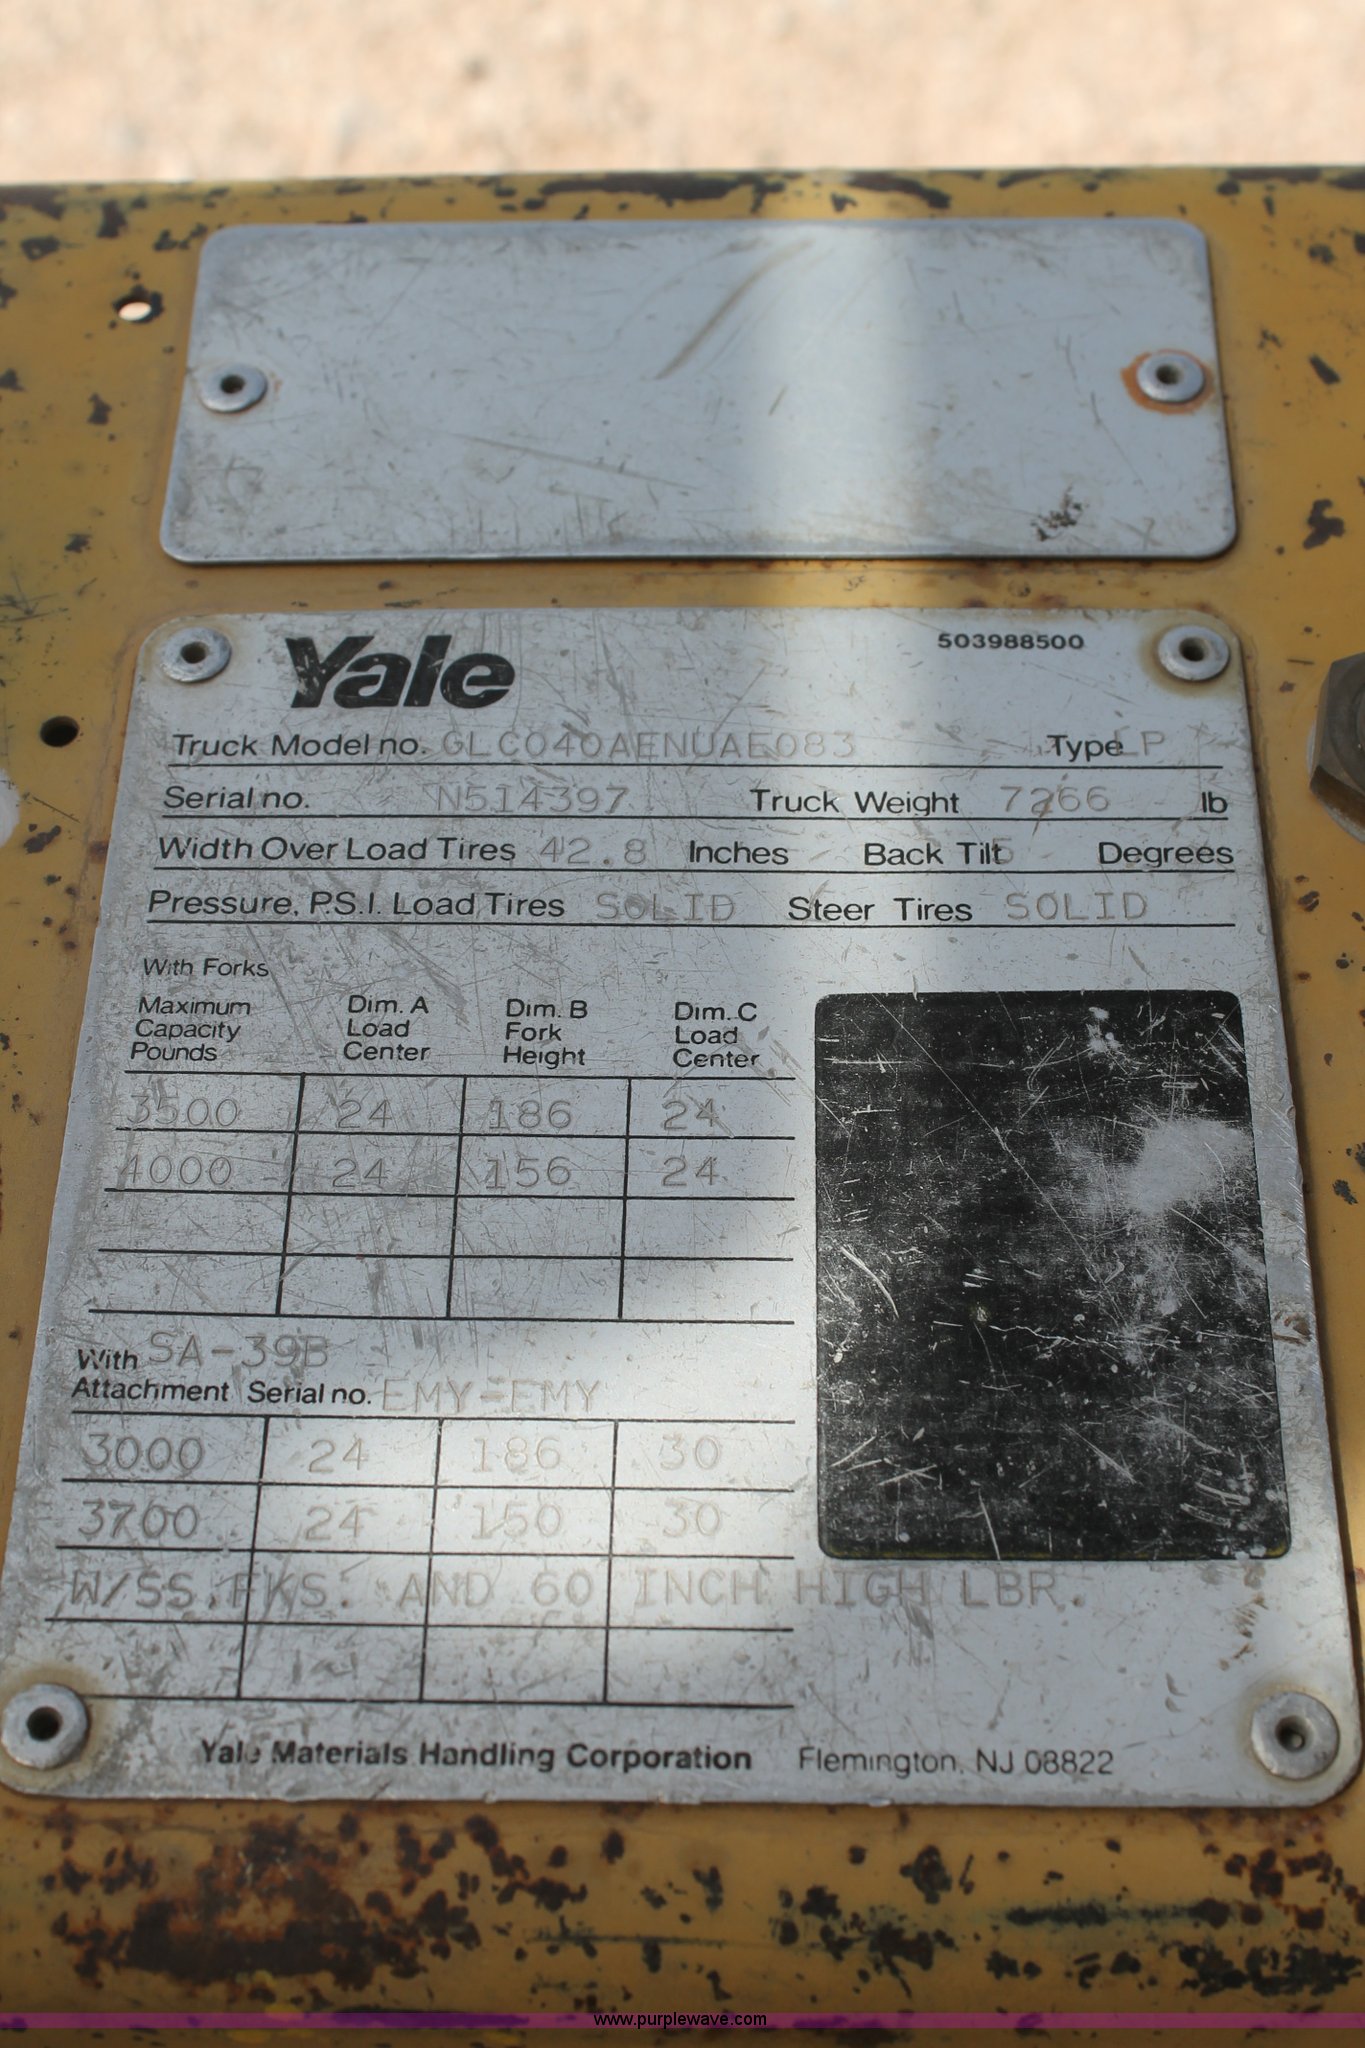 Yale
503988500
Truck Model no. GLC040AENUAE083 Type LP
Serial no. N514397 Truck Weight 7266 lb
Width Over Load Tires 42.8 Inches Back Tilt 5 Degrees
Pressure, P.S.I. Load Tires SOLID Steer Tires SOLID
With Forks
Maximum Capacity Pounds Dim. A Load Center Dim. B Fork Height Dim. C Load Center
3500 24 186 24
4000 24 156 24
With SA-39B
Attachment Serial no. EMY-EMY
3000 24 186 30
3700 24 150 30
W/SS.FKS. AND 60 INCH HIGH LBR.
Yale Materials Handling Corporation Flemington, NJ 08822
www.purplewave.com